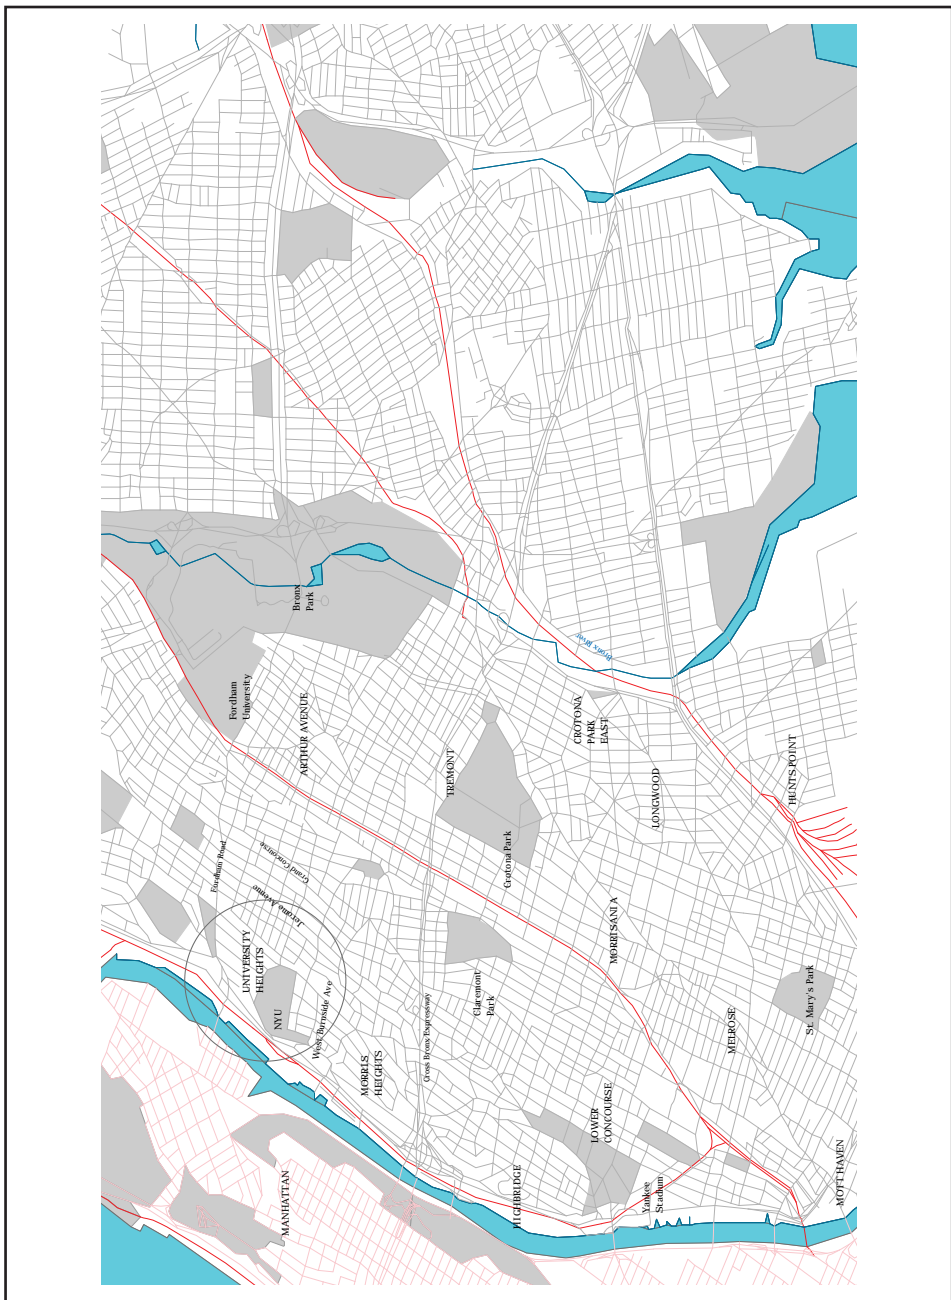 Bronx
Park
Bronx River
Fordham
University
ARTHUR AVENUE
CROTONA
PARK
EAST
TREMONT
LONGWOOD
HUNTS POINT
Crotona Park
Fordham Road
Grand Concourse
Jerome Avenue
UNIVERSITY
HEIGHTS
NYU
West Burnside Ave
MORRIS
HEIGHTS
Cross Bronx Expressway
Claremont
Park
MORRISANIA
MELROSE
St. Mary's Park
LOWER
CONCOURSE
MANHATTAN
HIGHBRIDGE
Yankee
Stadium
MOTT HAVEN